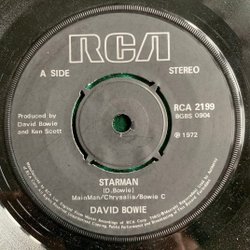 RCA
A SIDE
STEREO
RCA 2199
BGBS 0904
Produced by
David Bowie
and Ken Scott
℗ 1972
STARMAN
(D.Bowie)
MainMan/Chrysalis/Bowie C
DAVID BOWIE